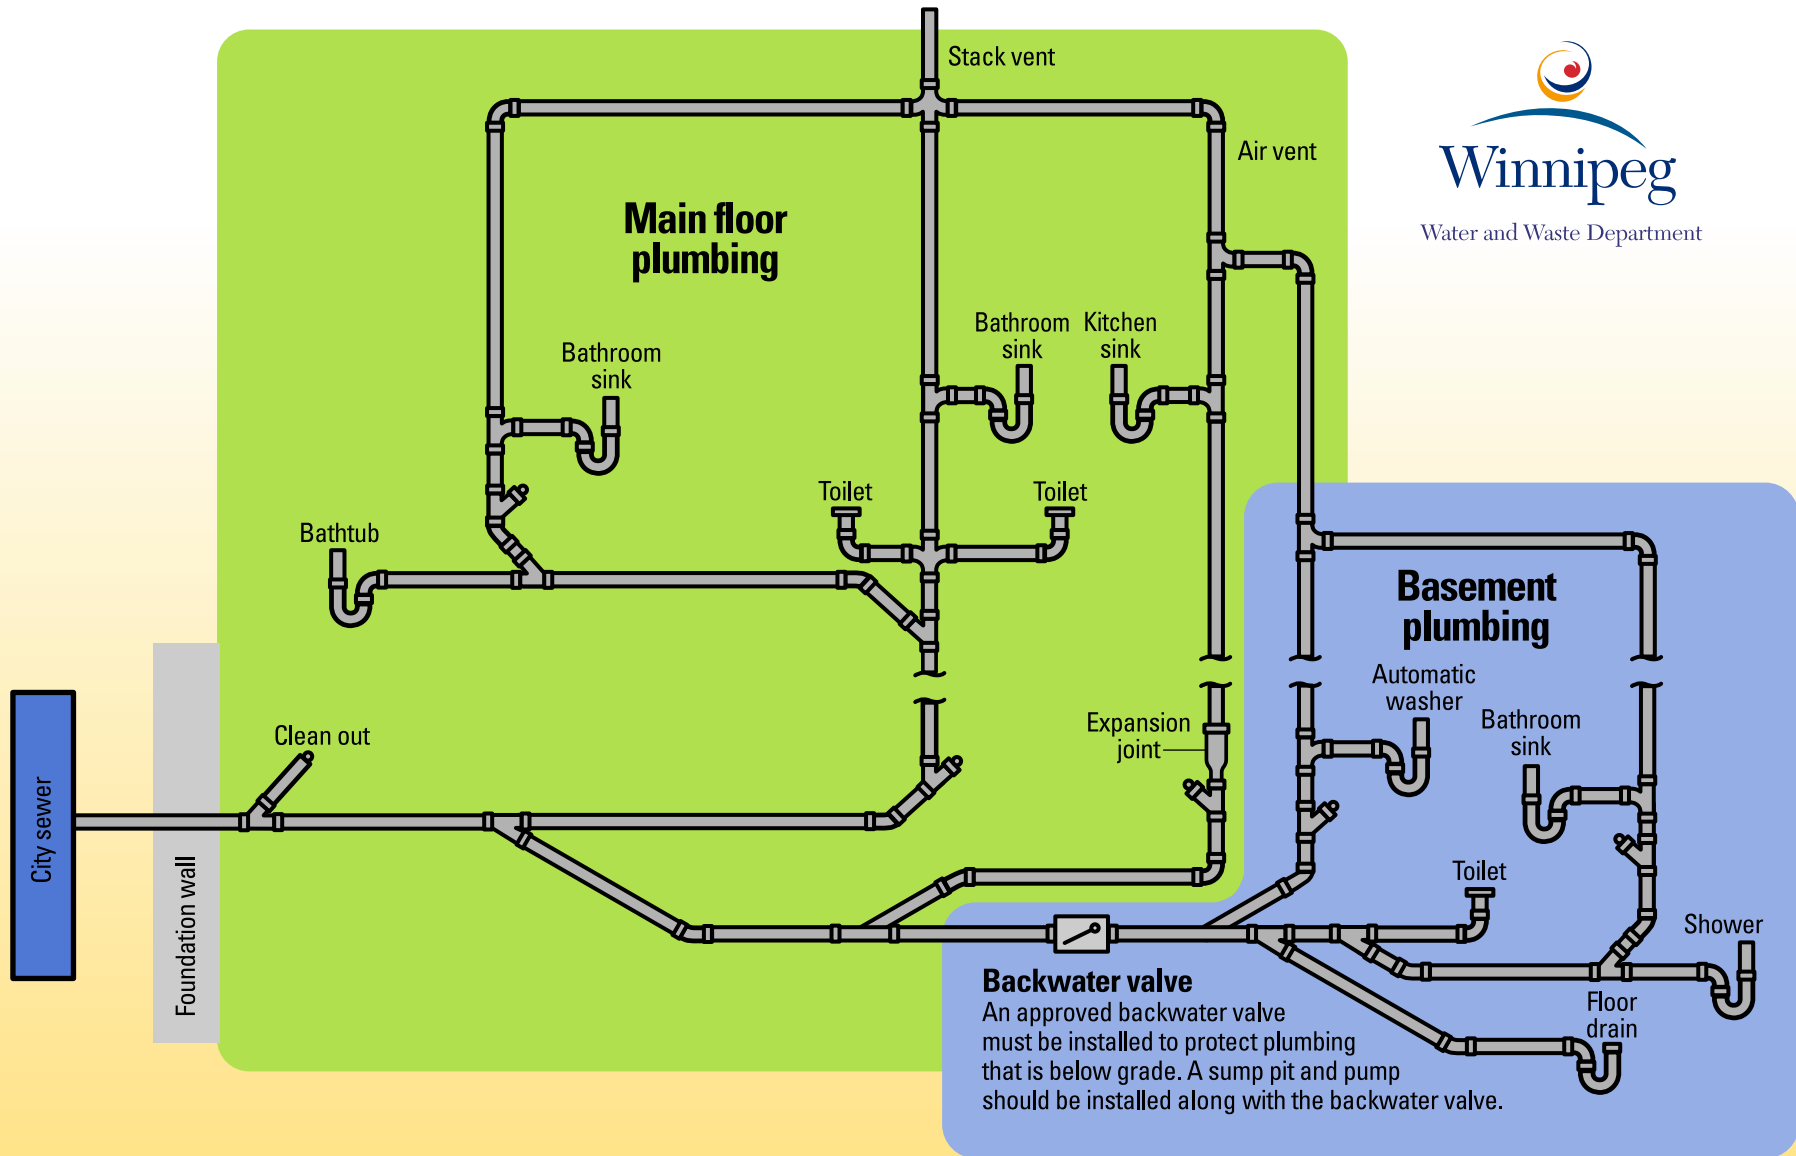 Stack vent
Air vent
Winnipeg
Water and Waste Department
Main floor
plumbing
Bathroom
sink
Bathroom
sink
Kitchen
sink
Toilet
Toilet
Bathtub
Basement
plumbing
Automatic
washer
Bathroom
sink
Expansion
joint
Clean out
City sewer
Foundation wall
Toilet
Shower
Floor
drain
Backwater valve
An approved backwater valve
must be installed to protect plumbing
that is below grade. A sump pit and pump
should be installed along with the backwater valve.